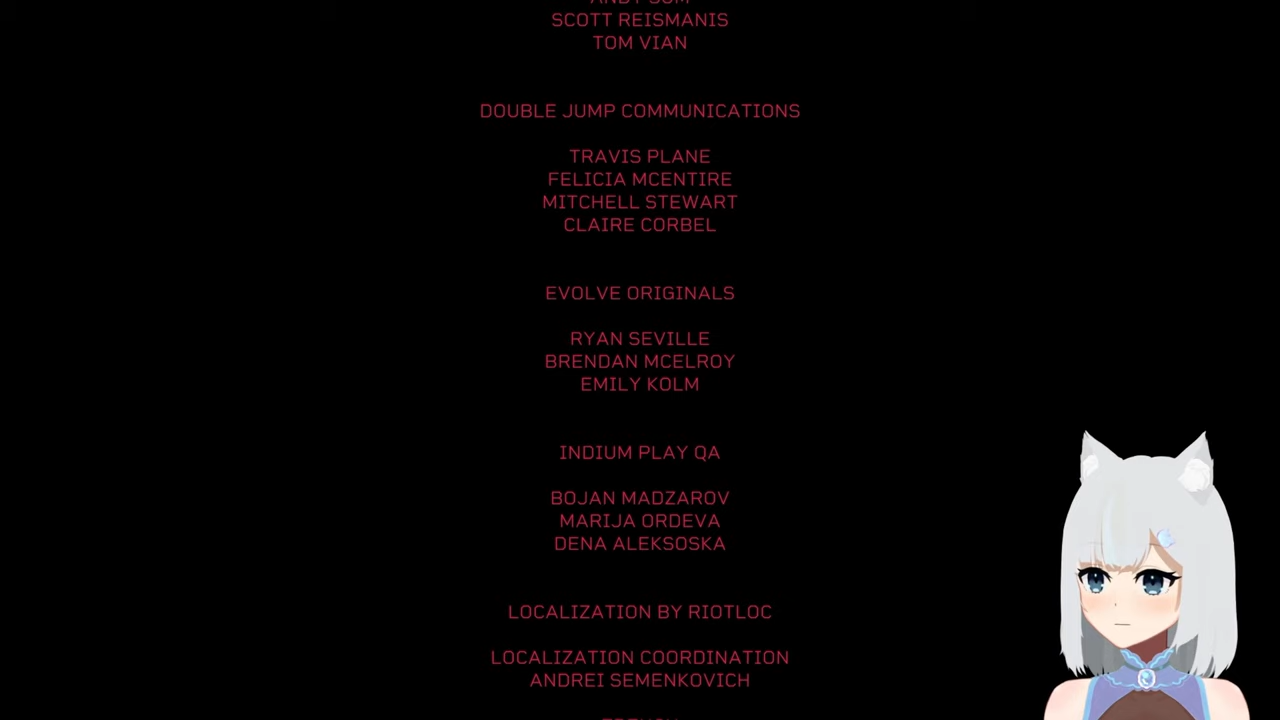 SCOTT REISMANIS
TOM VIAN
DOUBLE JUMP COMMUNICATIONS
TRAVIS PLANE
FELICIA MCENTIRE
MITCHELL STEWART
CLAIRE CORBEL
EVOLVE ORIGINALS
RYAN SEVILLE
BRENDAN MCELROY
EMILY KOLM
INDIUM PLAY QA
BOJAN MADZAROV
MARIJA ORDEVA
DENA ALEKSOSKA
LOCALIZATION BY RIOTLOC
LOCALIZATION COORDINATION
ANDREI SEMENKOVICH